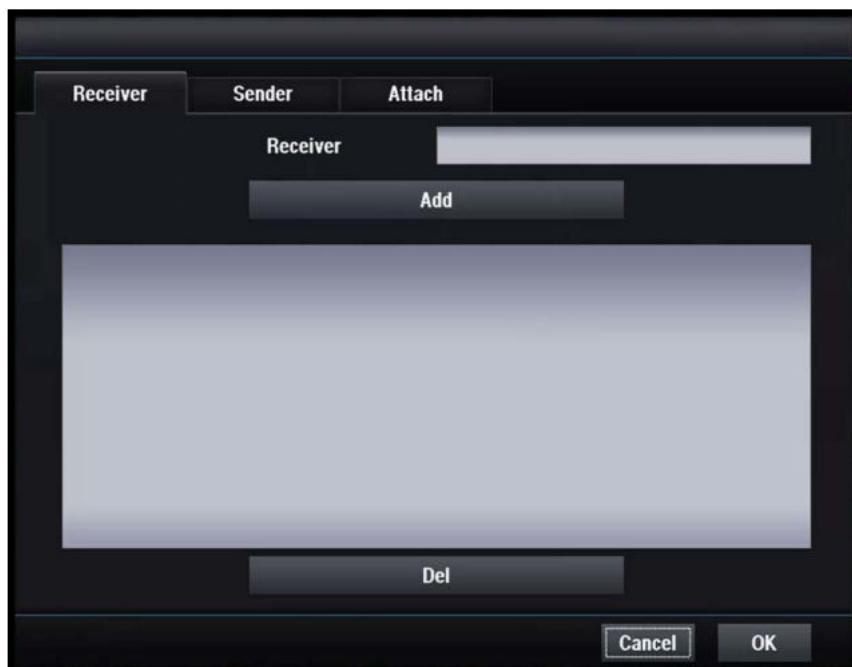 Receiver Sender Attach
Receiver
Add
Del
Cancel OK